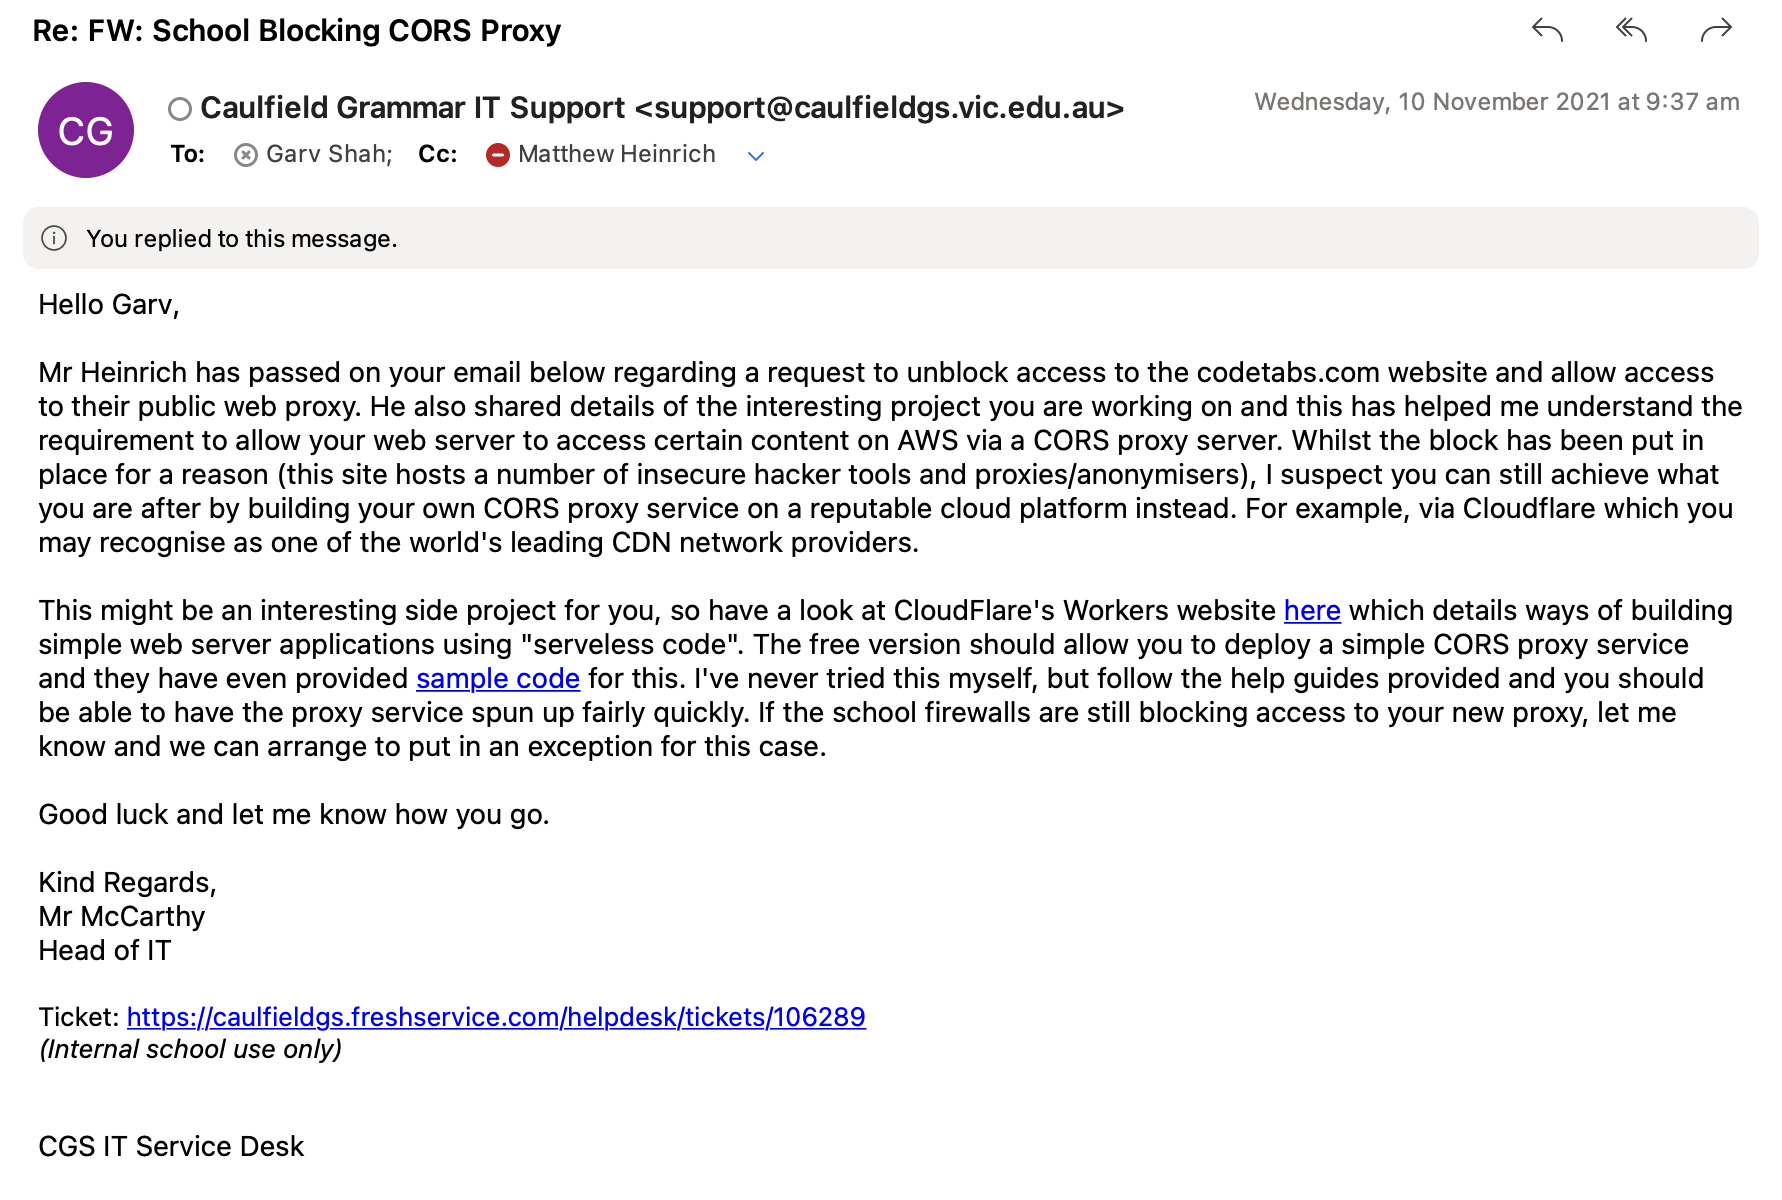 Re: FW: School Blocking CORS Proxy
CG
Caulfield Grammar IT Support <support@caulfieldgs.vic.edu.au>
Wednesday, 10 November 2021 at 9:37 am
To: Garv Shah; Cc: Matthew Heinrich
You replied to this message.
Hello Garv,
Mr Heinrich has passed on your email below regarding a request to unblock access to the codetabs.com website and allow access
to their public web proxy. He also shared details of the interesting project you are working on and this has helped me understand the
requirement to allow your web server to access certain content on AWS via a CORS proxy server. Whilst the block has been put in
place for a reason (this site hosts a number of insecure hacker tools and proxies/anonymisers), I suspect you can still achieve what
you are after by building your own CORS proxy service on a reputable cloud platform instead. For example, via Cloudflare which you
may recognise as one of the world's leading CDN network providers.
This might be an interesting side project for you, so have a look at CloudFlare's Workers website here which details ways of building
simple web server applications using "serveless code". The free version should allow you to deploy a simple CORS proxy service
and they have even provided sample code for this. I've never tried this myself, but follow the help guides provided and you should
be able to have the proxy service spun up fairly quickly. If the school firewalls are still blocking access to your new proxy, let me
know and we can arrange to put in an exception for this case.
Good luck and let me know how you go.
Kind Regards,
Mr McCarthy
Head of IT
Ticket: https://caulfieldgs.freshservice.com/helpdesk/tickets/106289
(Internal school use only)
CGS IT Service Desk